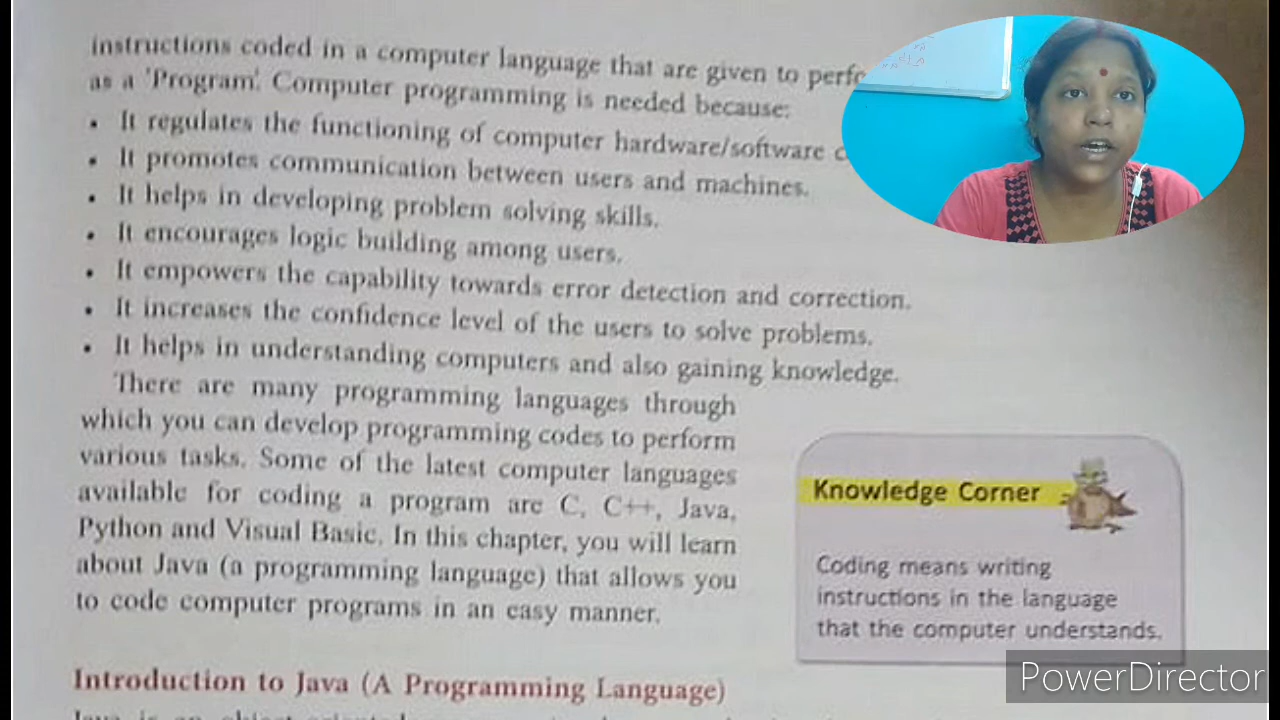 instructions coded in a computer language that are given to perfo
as a 'Program'. Computer programming is needed because:
• It regulates the functioning of computer hardware/software c
• It promotes communication between users and machines.
• It helps in developing problem solving skills.
• It encourages logic building among users.
• It empowers the capability towards error detection and correction.
• It increases the confidence level of the users to solve problems.
• It helps in understanding computers and also gaining knowledge.
There are many programming languages through
which you can develop programming codes to perform
various tasks. Some of the latest computer languages
available for coding a program are C, C++, Java,
Python and Visual Basic. In this chapter, you will learn
about Java (a programming language) that allows you
to code computer programs in an easy manner.
Knowledge Corner
Coding means writing
instructions in the language
that the computer understands.
Introduction to Java (A Programming Language)
Java is an object
PowerDirector